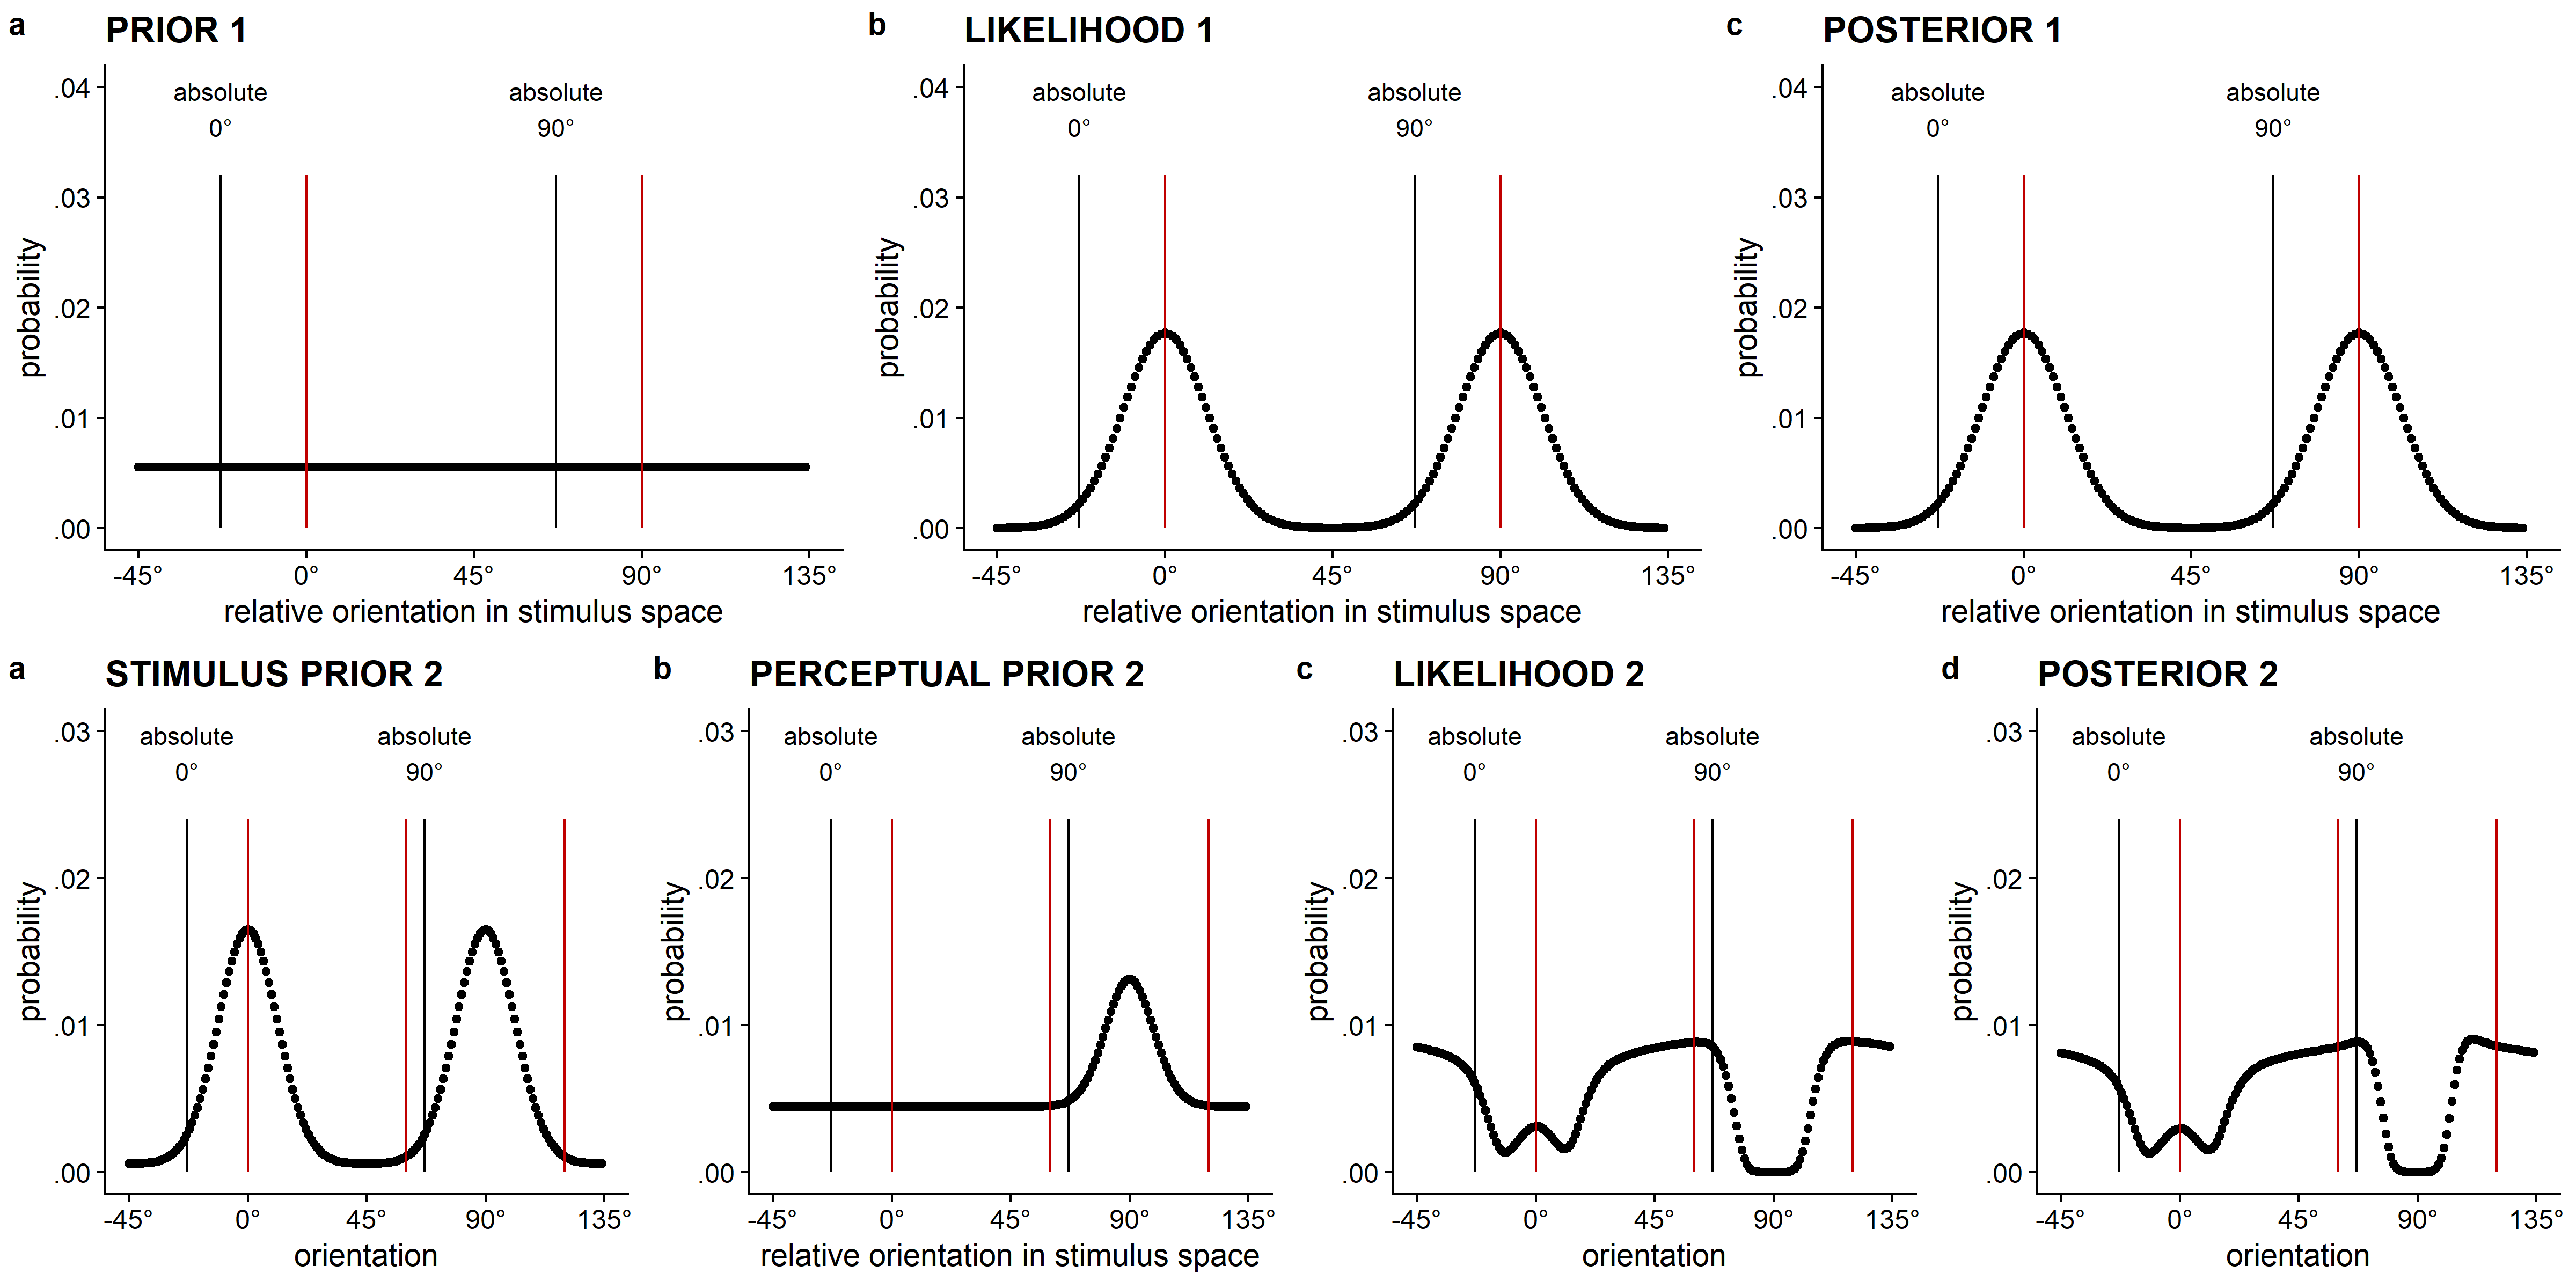 a PRIOR 1
.04
.03
.02
.01
.00
absolute
0°
absolute
90°
probability
-45° 0° 45° 90° 135°
relative orientation in stimulus space
b LIKELIHOOD 1
.04
.03
.02
.01
.00
absolute
0°
absolute
90°
probability
-45° 0° 45° 90° 135°
relative orientation in stimulus space
c POSTERIOR 1
.04
.03
.02
.01
.00
absolute
0°
absolute
90°
probability
-45° 0° 45° 90° 135°
relative orientation in stimulus space
a STIMULUS PRIOR 2
.03
.02
.01
.00
absolute
0°
absolute
90°
probability
-45° 0° 45° 90° 135°
orientation
b PERCEPTUAL PRIOR 2
.03
.02
.01
.00
absolute
0°
absolute
90°
probability
-45° 0° 45° 90° 135°
relative orientation in stimulus space
c LIKELIHOOD 2
.03
.02
.01
.00
absolute
0°
absolute
90°
probability
-45° 0° 45° 90° 135°
orientation
d POSTERIOR 2
.03
.02
.01
.00
absolute
0°
absolute
90°
probability
-45° 0° 45° 90° 135°
orientation